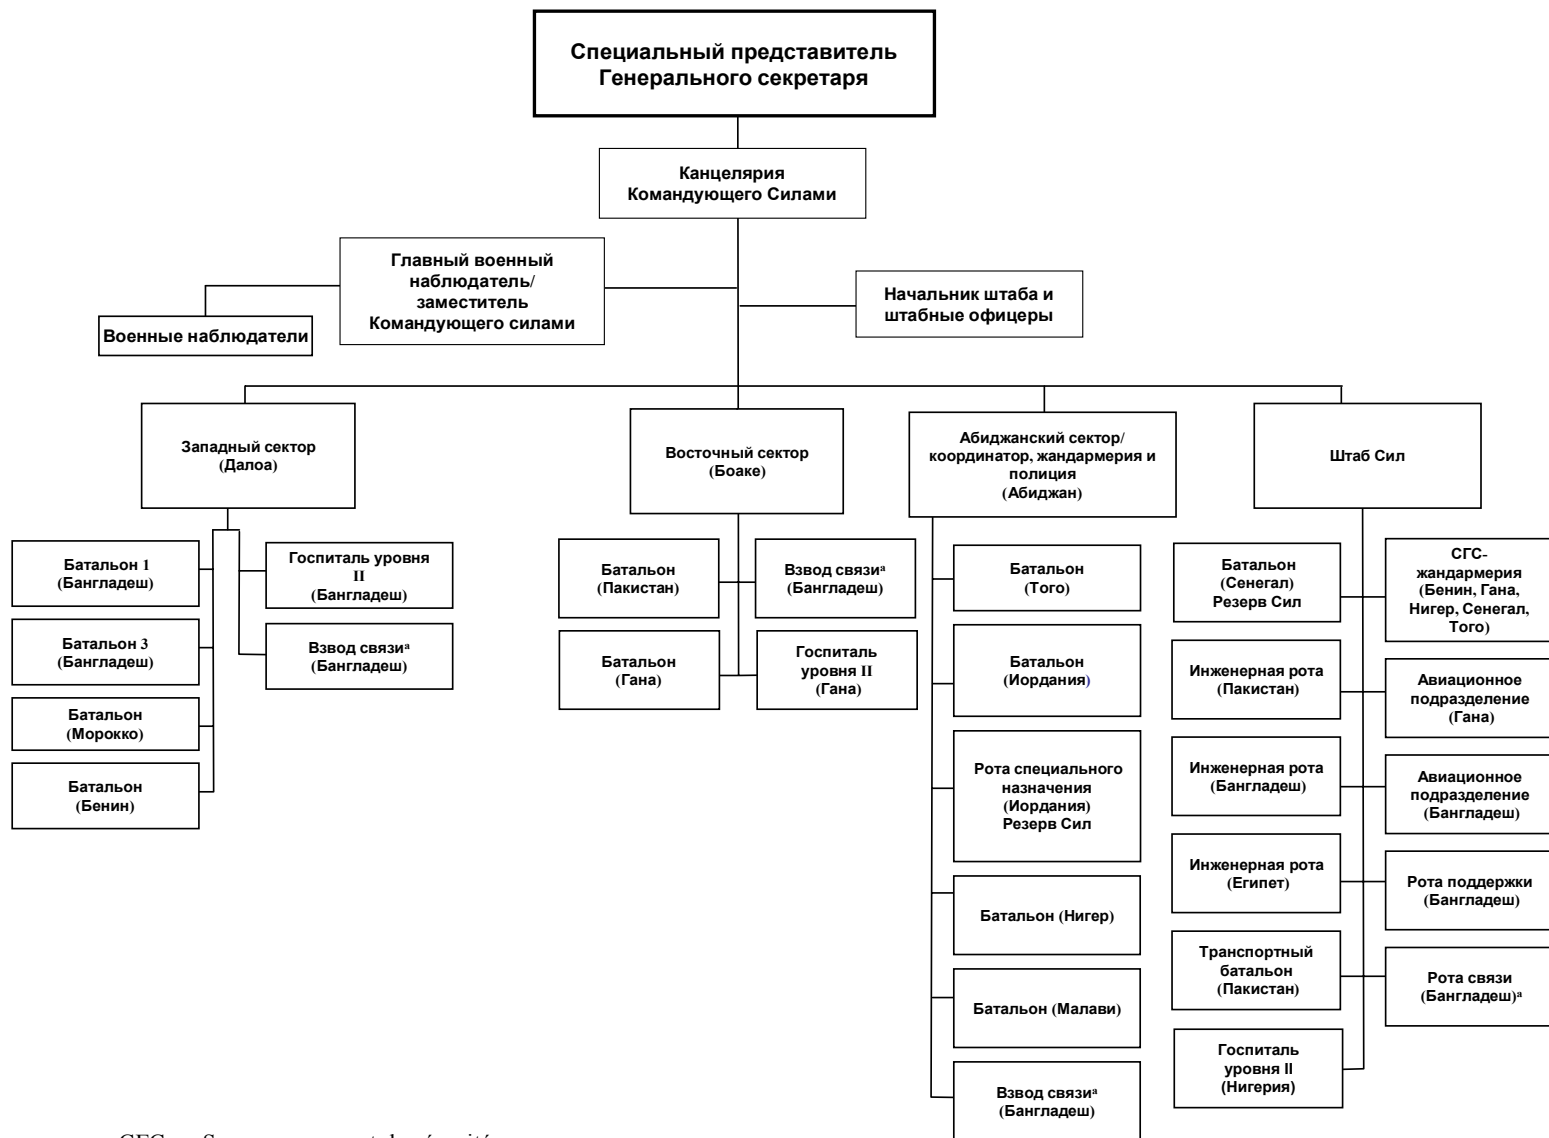 Специальный представитель
Генерального секретаря
Канцелярия
Командующего Силами
Главный военный
наблюдатель/
заместитель
Командующего силами
Начальник штаба и
штабные офицеры
Военные наблюдатели
Западный сектор
(Далоа)
Восточный сектор
(Боаке)
Абиджанский сектор/
координатор, жандармерия и
полиция
(Абиджан)
Штаб Сил
Батальон 1
(Бангладеш)
Батальон 3
(Бангладеш)
Батальон
(Морокко)
Батальон
(Бенин)
Госпиталь уровня
II
(Бангладеш)
Взвод связиª
(Бангладеш)
Батальон
(Пакистан)
Батальон
(Гана)
Взвод связиª
(Бангладеш)
Госпиталь
уровня II
(Гана)
Батальон
(Того)
Батальон
(Иордания)
Рота специального
назначения
(Иордания)
Резерв Сил
Батальон (Нигер)
Батальон (Малави)
Взвод связиª
(Бангладеш)
Батальон
(Сенегал)
Резерв Сил
Инженерная рота
(Пакистан)
Инженерная рота
(Бангладеш)
Инженерная рота
(Египет)
Транспортный
батальон
(Пакистан)
Госпиталь
уровня II
(Нигерия)
СГС-
жандармерия
(Бенин, Гана,
Нигер, Сенегал,
Того)
Авиационное
подразделение
(Гана)
Авиационное
подразделение
(Бангладеш)
Рота поддержки
(Бангладеш)
Рота связи
(Бангладеш)ª